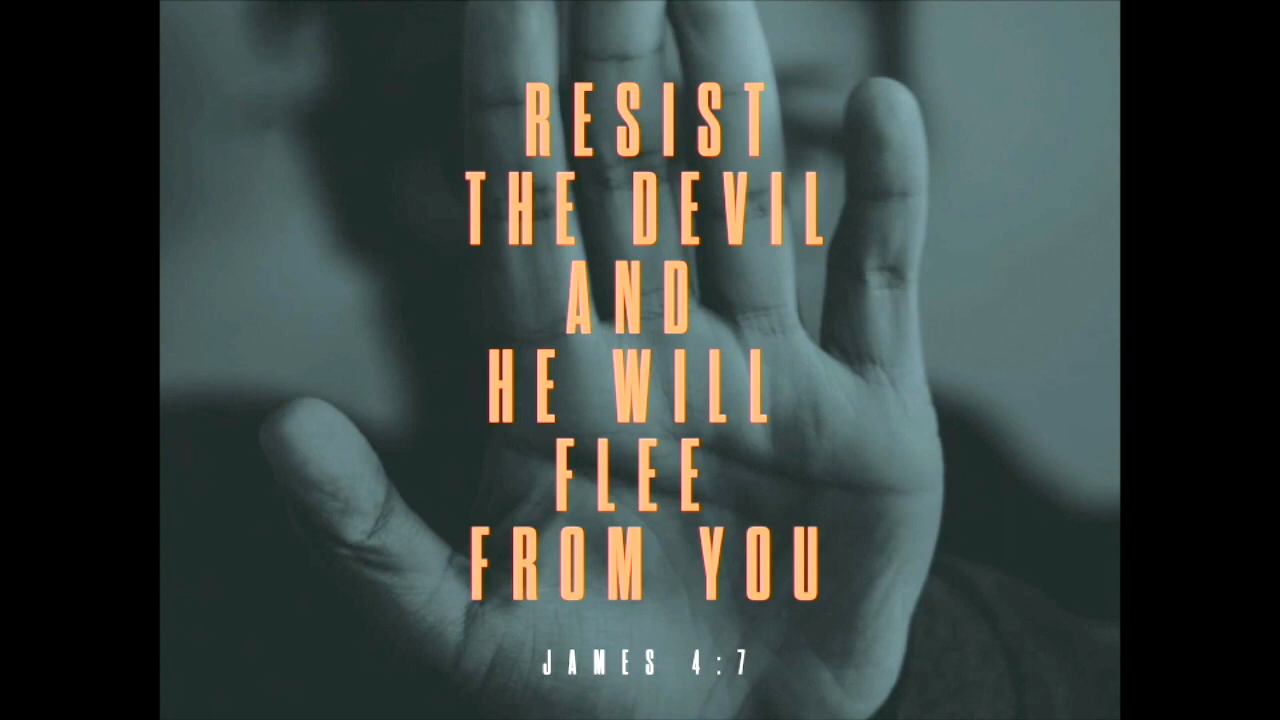 RESIST
THE DEVIL
AND
HE WILL
FLEE
FROM YOU
JAMES 4:7